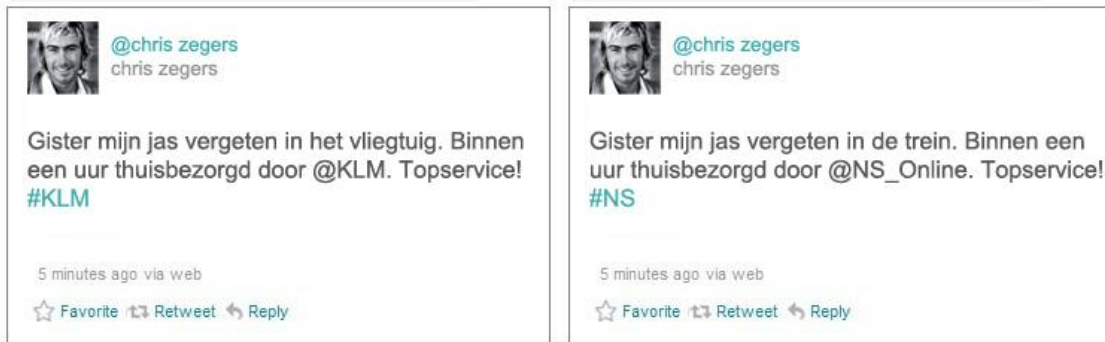 @chris zegers
chris zegers
Gister mijn jas vergeten in het vliegtuig. Binnen
een uur thuisbezorgd door @KLM. Topservice!
#KLM
5 minutes ago via web
Favorite Retweet Reply
@chris zegers
chris zegers
Gister mijn jas vergeten in de trein. Binnen een
uur thuisbezorgd door @NS_Online. Topservice!
#NS
5 minutes ago via web
Favorite Retweet Reply